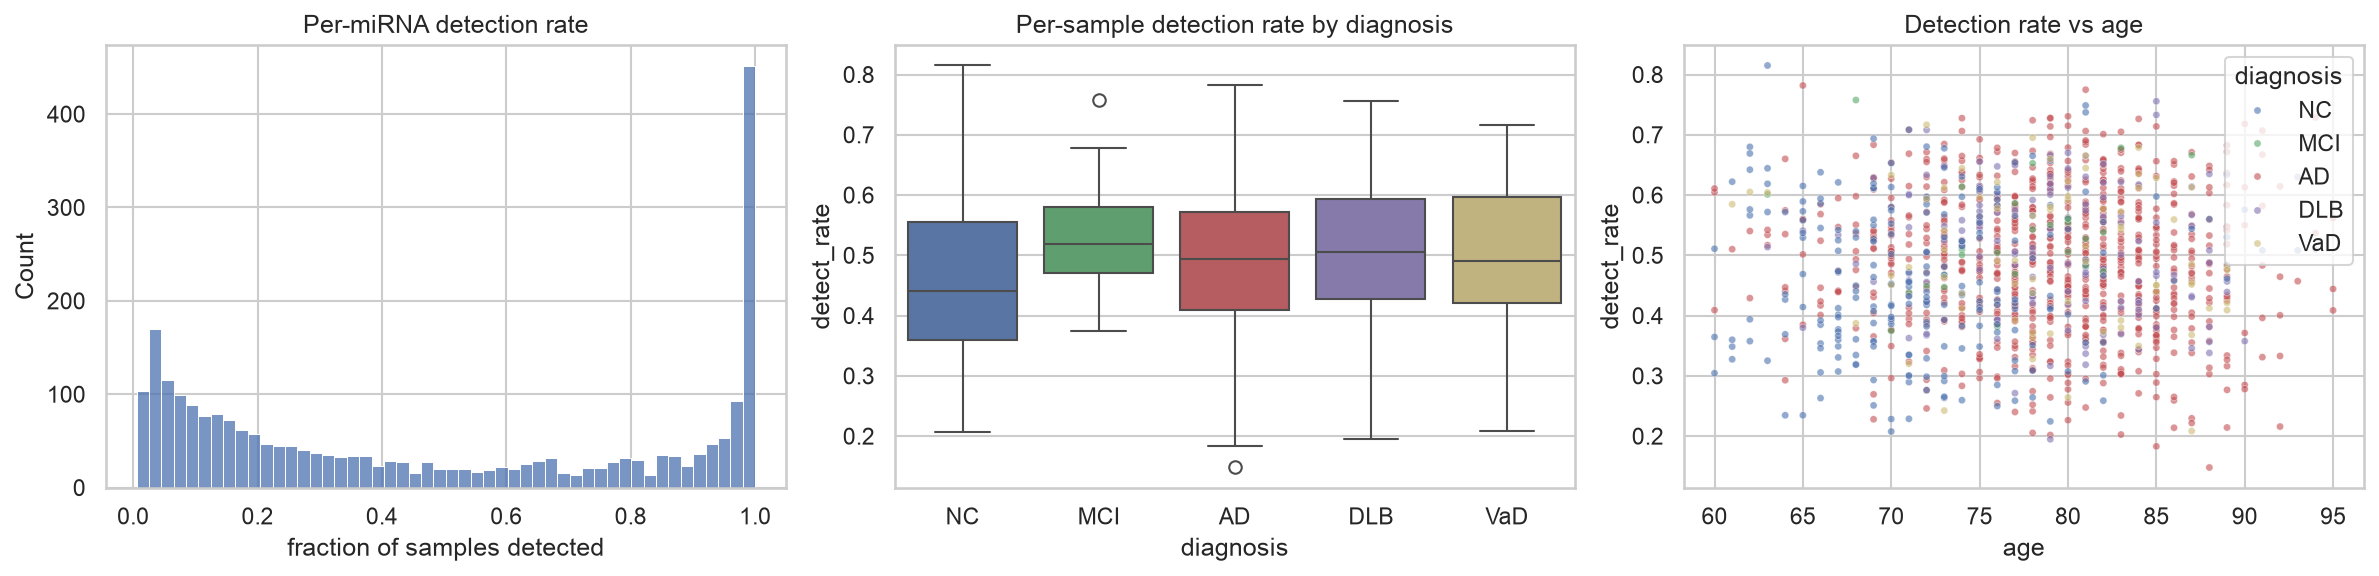 Per-miRNA detection rate
Count
400
300
200
100
0
0.0 0.2 0.4 0.6 0.8 1.0
fraction of samples detected
Per-sample detection rate by diagnosis
detect_rate
0.8
0.7
0.6
0.5
0.4
0.3
0.2
NC MCI AD DLB VaD
diagnosis
Detection rate vs age
detect_rate
0.8
0.7
0.6
0.5
0.4
0.3
0.2
60 65 70 75 80 85 90 95
age
diagnosis
NC
MCI
AD
DLB
VaD